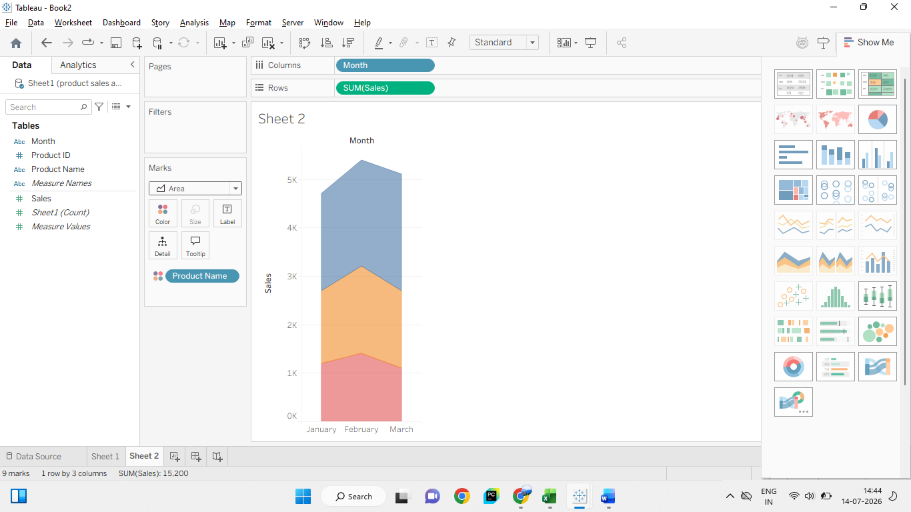 Tableau - Book2
File Data Worksheet Dashboard Story Analysis Map Format Server Window Help
Standard
Show Me
Data Analytics
Sheet1 (product sales a...
Search
Tables
Abc Month
# Product ID
Abc Product Name
Abc Measure Names
# Sales
# Sheet1 (Count)
# Measure Values
Pages
Filters
Marks
Area
Color Size Label
Detail Tooltip
Product Name
Columns Month
Rows SUM(Sales)
Sheet 2
Month
5K
4K
3K
2K
1K
0K
Sales
January February March
Data Source Sheet 1 Sheet 2
9 marks 1 row by 3 columns SUM(Sales): 15,200
Search
ENG
IN
14:44
14-07-2026